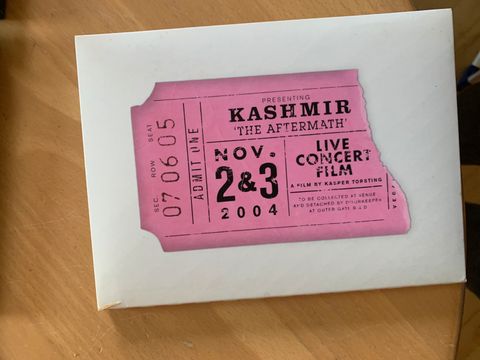 SEC. ROW SEAT
07 06 05
ADMIT ONE
PRESENTING
KASHMIR
'THE AFTERMATH'
NOV.
2&3
2004
LIVE
CONCERT
FILM
A FILM BY KASPER TORSTING
TO BE COLLECTED AT VENUE
AND DETACHED BY DOORKEEPER
AT OUTER GATE